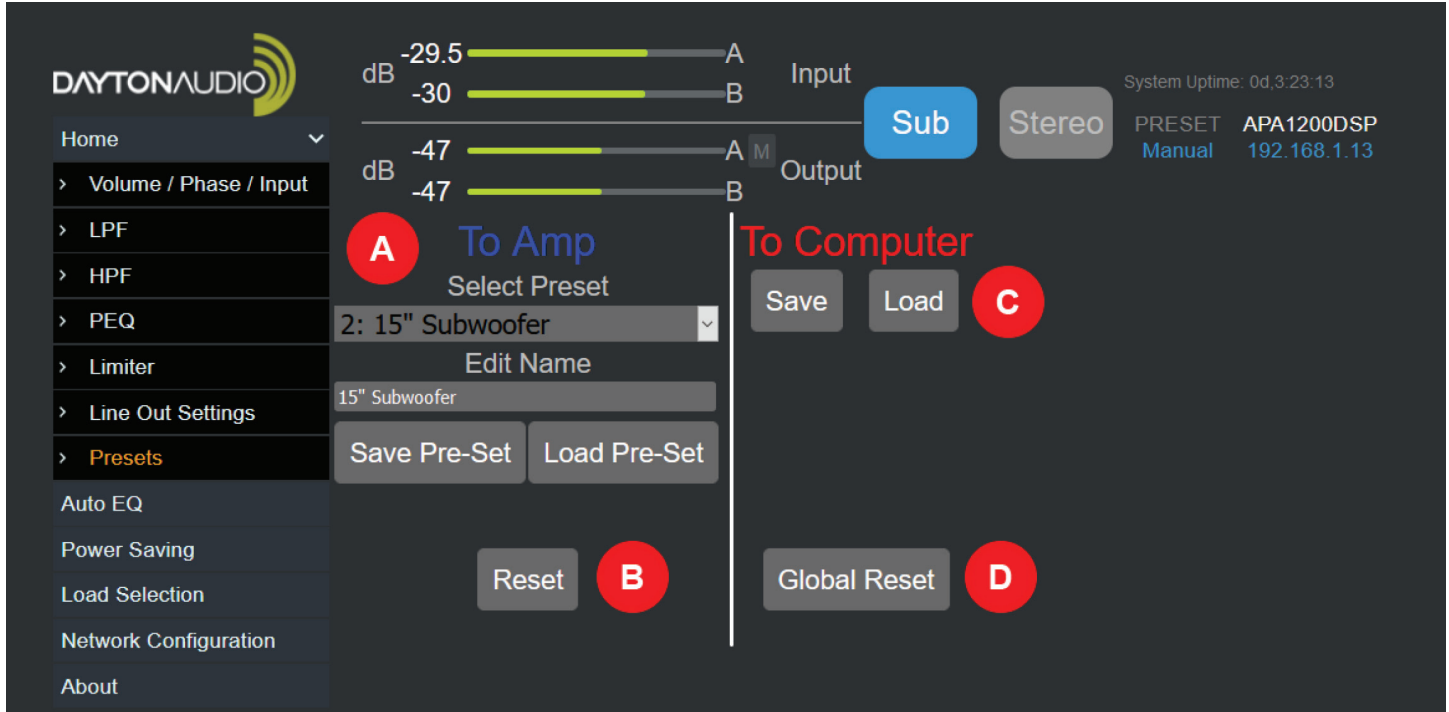 DAYTON AUDIO
Home
Volume / Phase / Input
LPF
HPF
PEQ
Limiter
Line Out Settings
Presets
Auto EQ
Power Saving
Load Selection
Network Configuration
About
dB
-29.5 A
-30 B
Input
dB
-47 A M
-47 B
Output
Sub
Stereo
System Uptime: 0d,3:23:13
PRESET APA1200DSP
Manual 192.168.1.13
A
To Amp
Select Preset
2: 15" Subwoofer
Edit Name
15" Subwoofer
Save Pre-Set
Load Pre-Set
Reset
B
To Computer
Save
Load
C
Global Reset
D